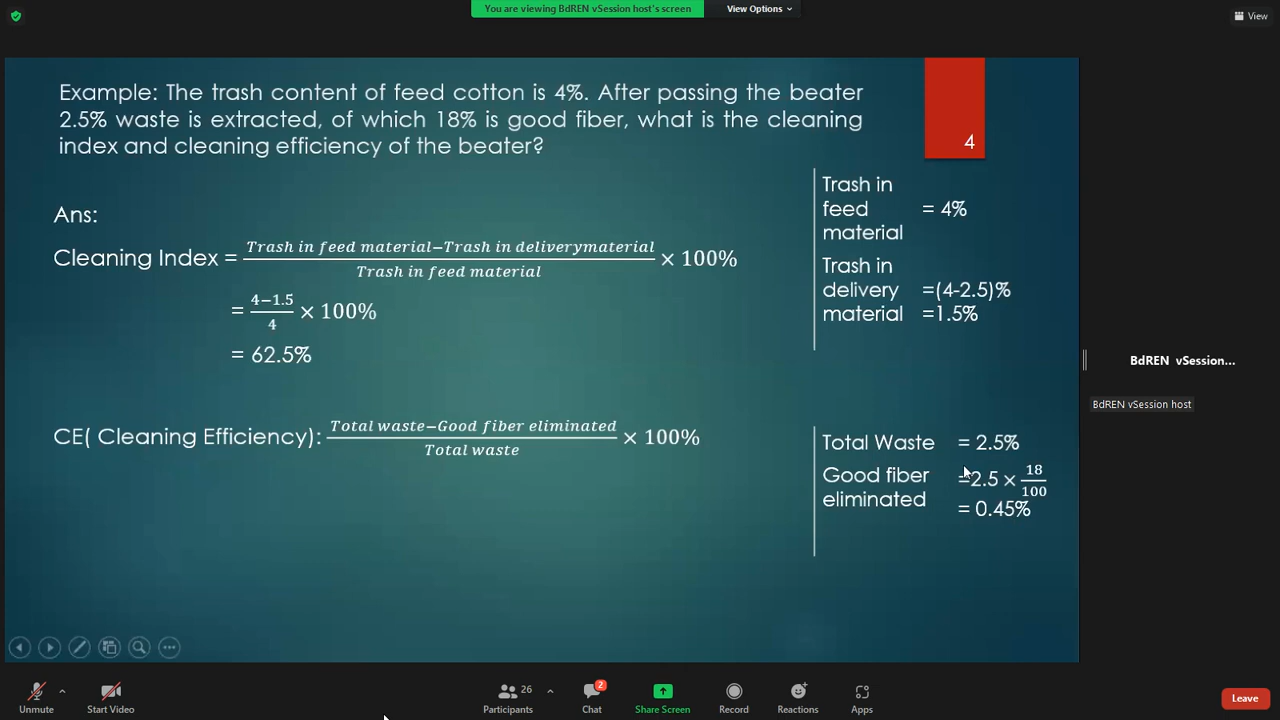 You are viewing BdREN vSession host's screen
View Options
View
Example: The trash content of feed cotton is 4%. After passing the beater
2.5% waste is extracted, of which 18% is good fiber, what is the cleaning
index and cleaning efficiency of the beater?
4
Ans:
Cleaning Index = (Trash in feed material−Trash in deliverymaterial)/(Trash in feed material) × 100%
= (4−1.5)/4 × 100%
= 62.5%
Trash in
feed = 4%
material
Trash in
delivery =(4-2.5)%
material =1.5%
CE( Cleaning Efficiency): (Total waste−Good fiber eliminated)/(Total waste) × 100%
Total Waste = 2.5%
Good fiber =2.5 × 18/100
eliminated = 0.45%
BdREN vSession...
BdREN vSession host
Unmute
Start Video
26
Participants
2
Chat
Share Screen
Record
Reactions
Apps
Leave